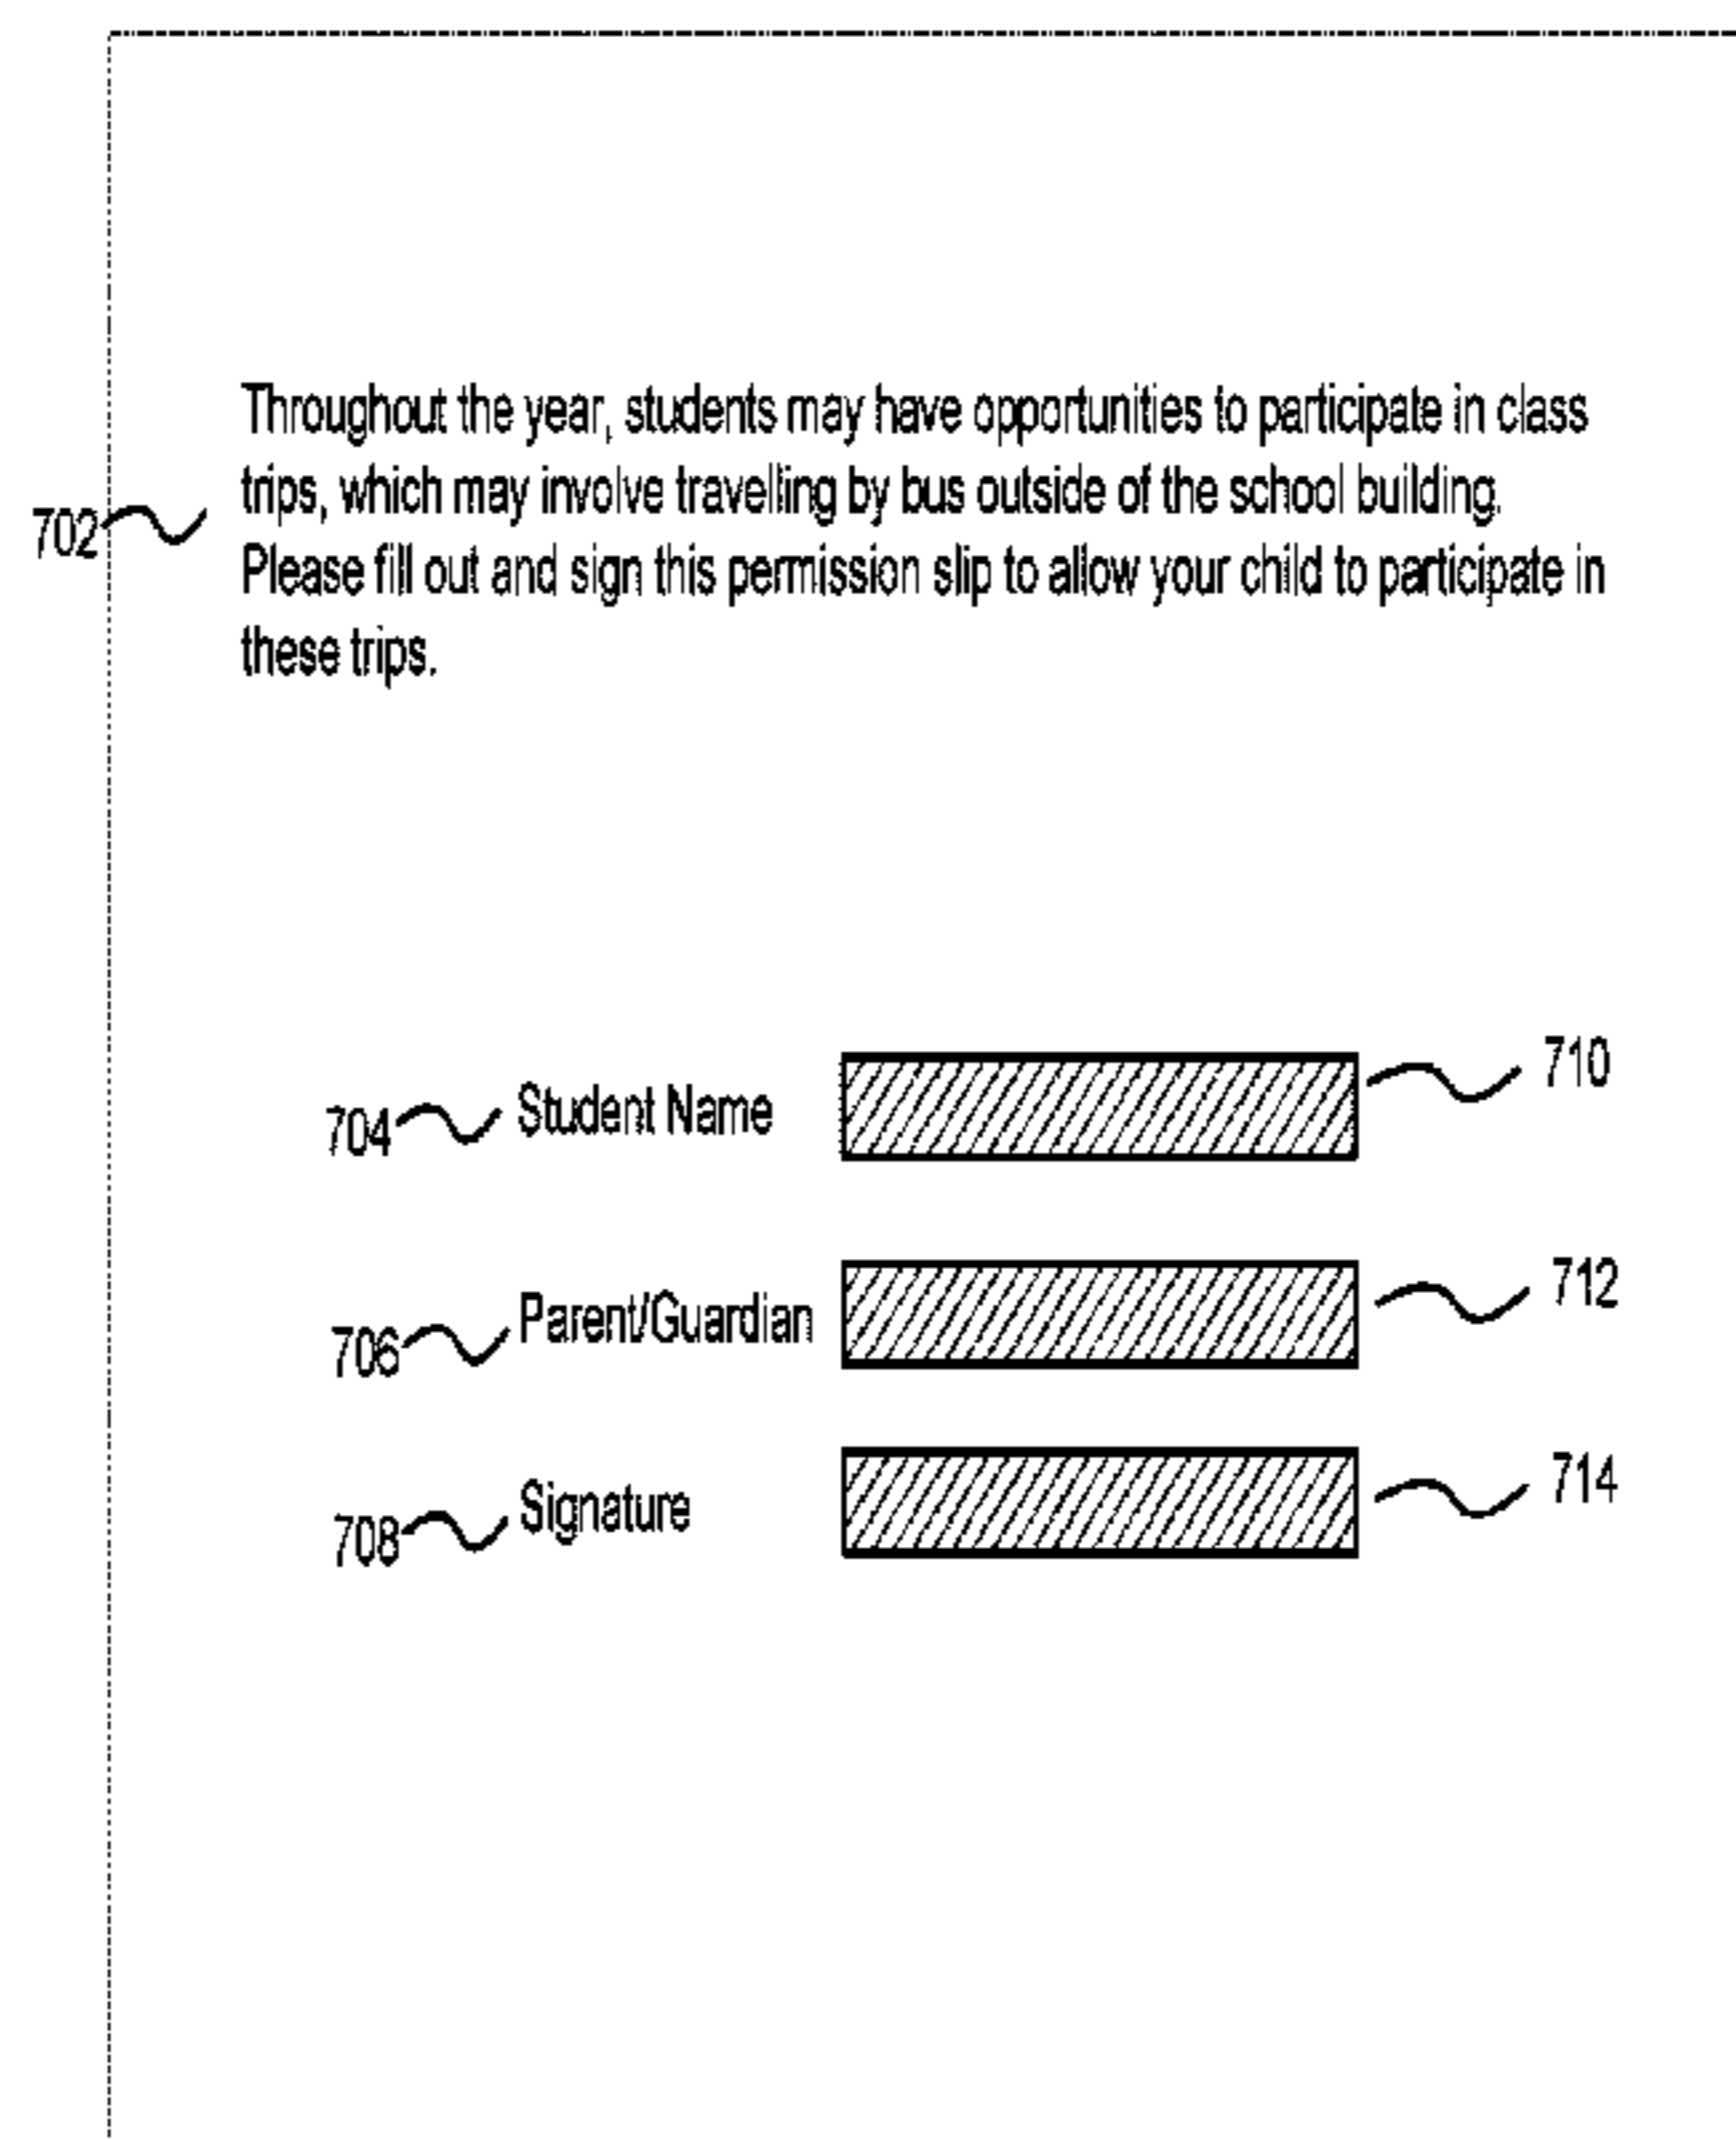 Throughout the year, students may have opportunities to participate in class
trips, which may involve travelling by bus outside of the school building.
702
Please fill out and sign this permission slip to allow your child to participate in
these trips.
710
704 Student Name
712
706 Parent/Guardian
714
708 Signature